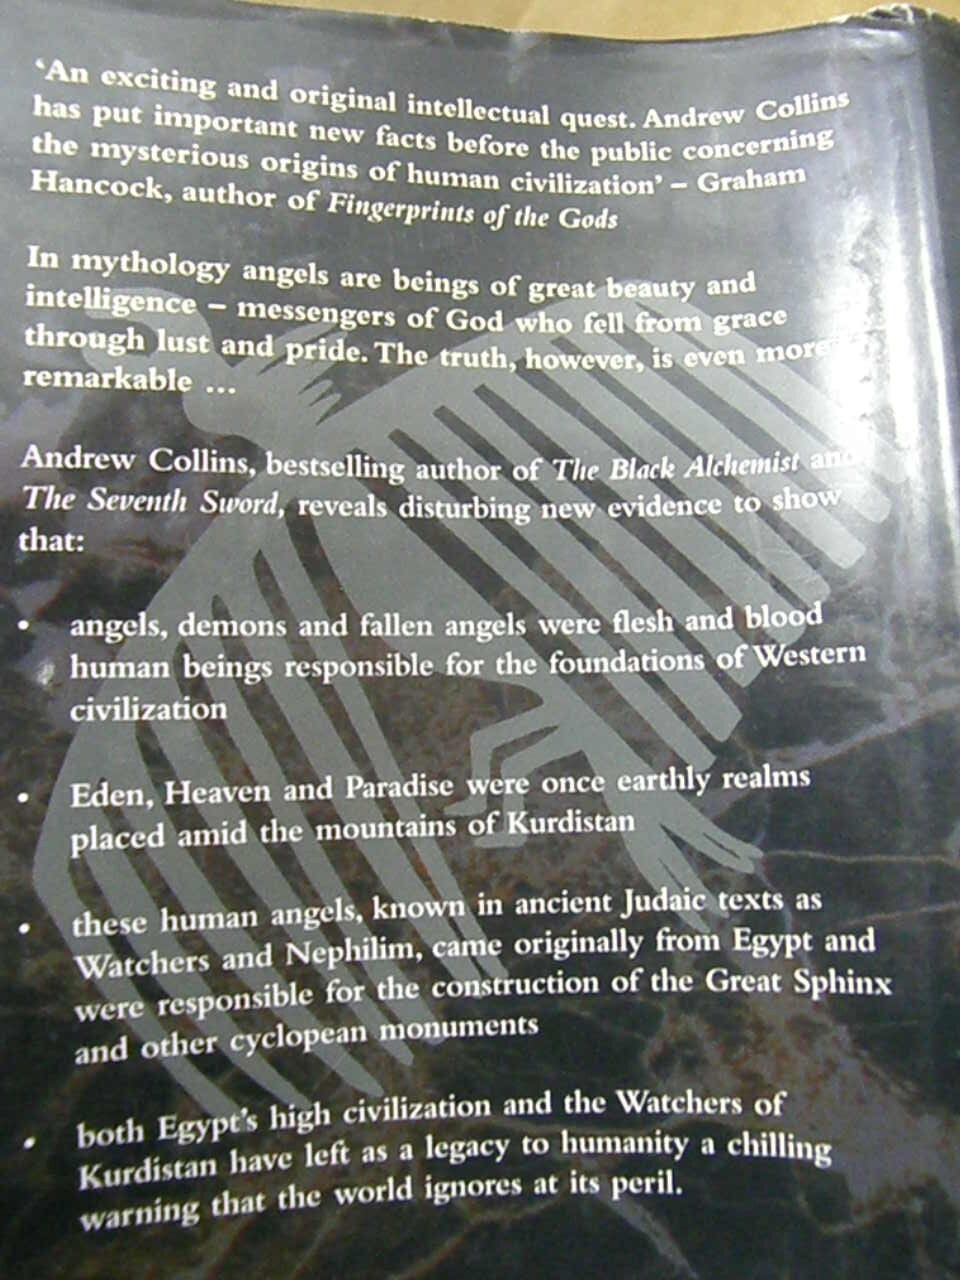 ‘An exciting and original intellectual quest. Andrew Collins
has put important new facts before the public concerning
the mysterious origins of human civilization’ – Graham
Hancock, author of Fingerprints of the Gods
In mythology angels are beings of great beauty and
intelligence – messengers of God who fell from grace
through lust and pride. The truth, however, is even more
remarkable ...
Andrew Collins, bestselling author of The Black Alchemist and
The Seventh Sword, reveals disturbing new evidence to show
that:
• angels, demons and fallen angels were flesh and blood
human beings responsible for the foundations of Western
civilization
• Eden, Heaven and Paradise were once earthly realms
placed amid the mountains of Kurdistan
• these human angels, known in ancient Judaic texts as
Watchers and Nephilim, came originally from Egypt and
were responsible for the construction of the Great Sphinx
and other cyclopean monuments
• both Egypt's high civilization and the Watchers of
Kurdistan have left as a legacy to humanity a chilling
warning that the world ignores at its peril.